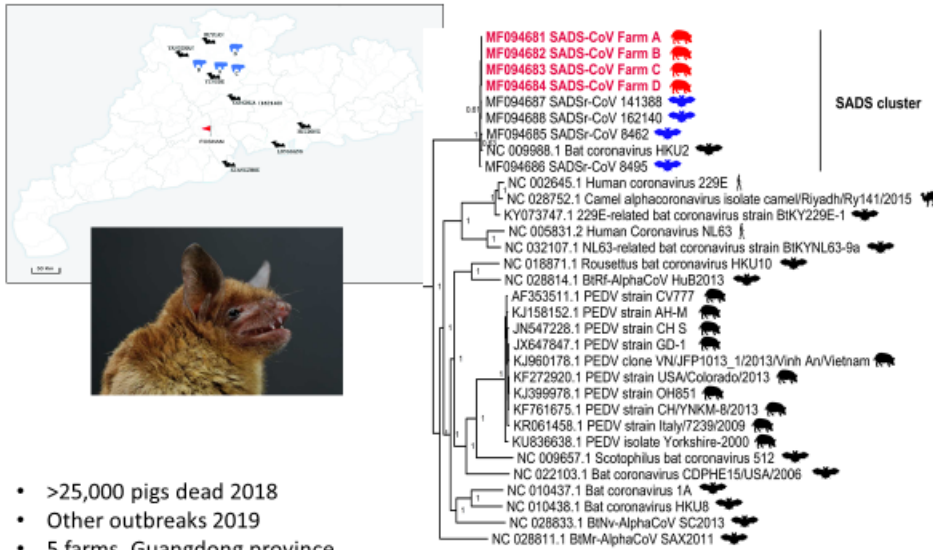 MF094681 SADS-CoV Farm A
MF094682 SADS-CoV Farm B
MF094683 SADS-CoV Farm C
MF094684 SADS-CoV Farm D
MF094687 SADSr-CoV 141388
MF094688 SADSr-CoV 162140
MF094685 SADSr-CoV 8462
NC 009988.1 Bat coronavirus HKU2
MF094686 SADSr-CoV 8495
SADS cluster
NC 002645.1 Human coronavirus 229E
NC 028752.1 Camel alphacoronavirus isolate camel/Riyadh/Ry141/2015
KY073747.1 229E-related bat coronavirus strain BtKY229E-1
NC 005831.2 Human Coronavirus NL63
NC 032107.1 NL63-related bat coronavirus strain BtKYNL63-9a
NC 018871.1 Rousettus bat coronavirus HKU10
NC 028814.1 BtRf-AlphaCoV HuB2013
AF353511.1 PEDV strain CV777
KJ158152.1 PEDV strain AH-M
JN547228.1 PEDV strain CH S
JX647847.1 PEDV strain GD-1
KJ960178.1 PEDV clone VN/JFP1013_1/2013/Vinh An/Vietnam
KF272920.1 PEDV strain USA/Colorado/2013
KJ399978.1 PEDV strain OH851
KF761675.1 PEDV strain CH/YNKM-8/2013
KR061458.1 PEDV strain Italy/7239/2009
KU836638.1 PEDV isolate Yorkshire-2000
NC 009657.1 Scotophilus bat coronavirus 512
NC 022103.1 Bat coronavirus CDPHE15/USA/2006
NC 010437.1 Bat coronavirus 1A
NC 010438.1 Bat coronavirus HKU8
NC 028833.1 BtNv-AlphaCoV SC2013
NC 028811.1 BtMr-AlphaCoV SAX2011
• >25,000 pigs dead 2018
• Other outbreaks 2019
• 5 farms, Guangdong province